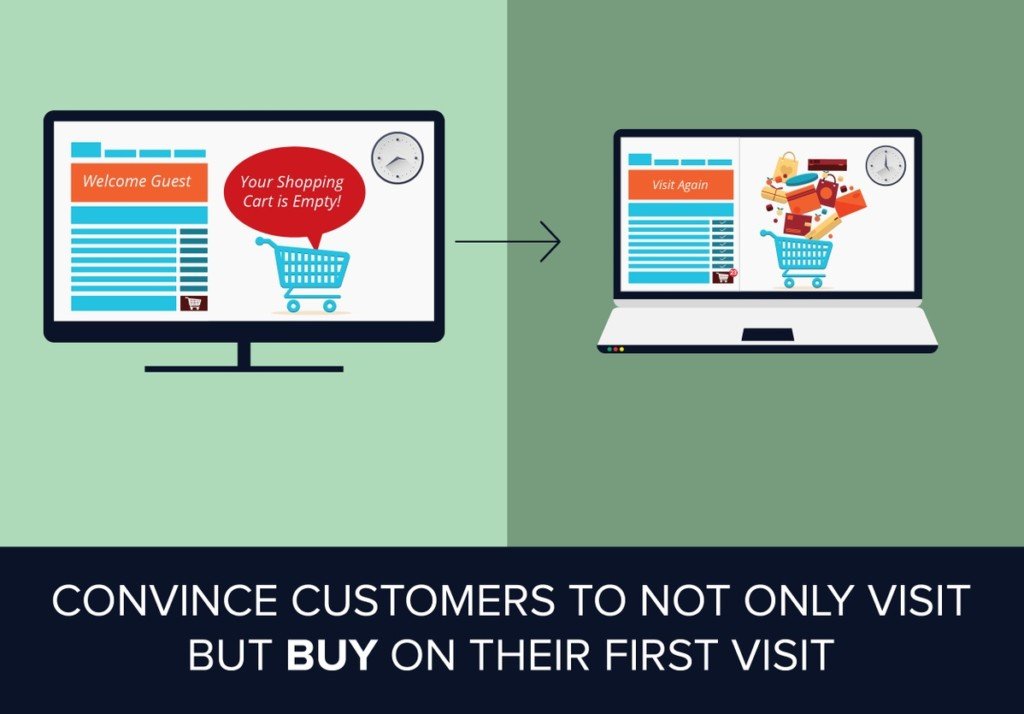 Welcome Guest
Your Shopping
Cart is Empty!
Visit Again
CONVINCE CUSTOMERS TO NOT ONLY VISIT
BUT BUY ON THEIR FIRST VISIT